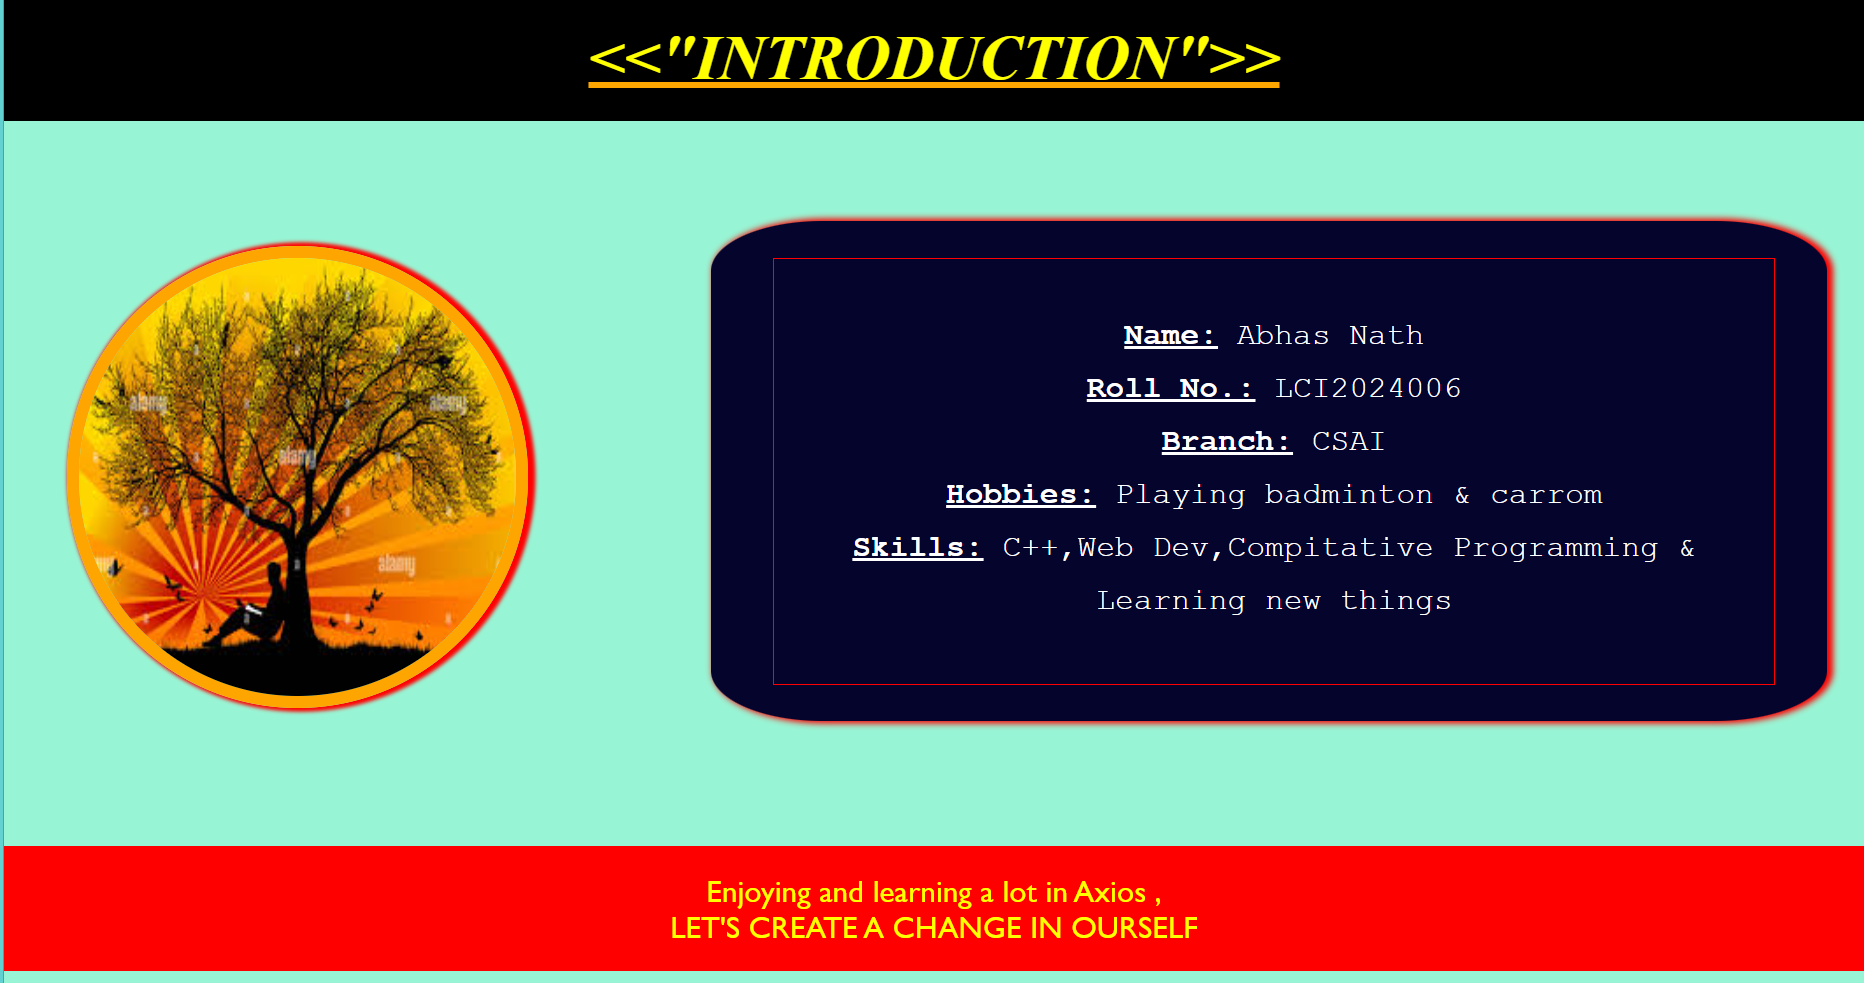 <<"INTRODUCTION">>
alamy alamy
alamy
alamy
Name: Abhas Nath
Roll No.: LCI2024006
Branch: CSAI
Hobbies: Playing badminton & carrom
Skills: C++,Web Dev,Compitative Programming &
Learning new things
Enjoying and learning a lot in Axios ,
LET'S CREATE A CHANGE IN OURSELF